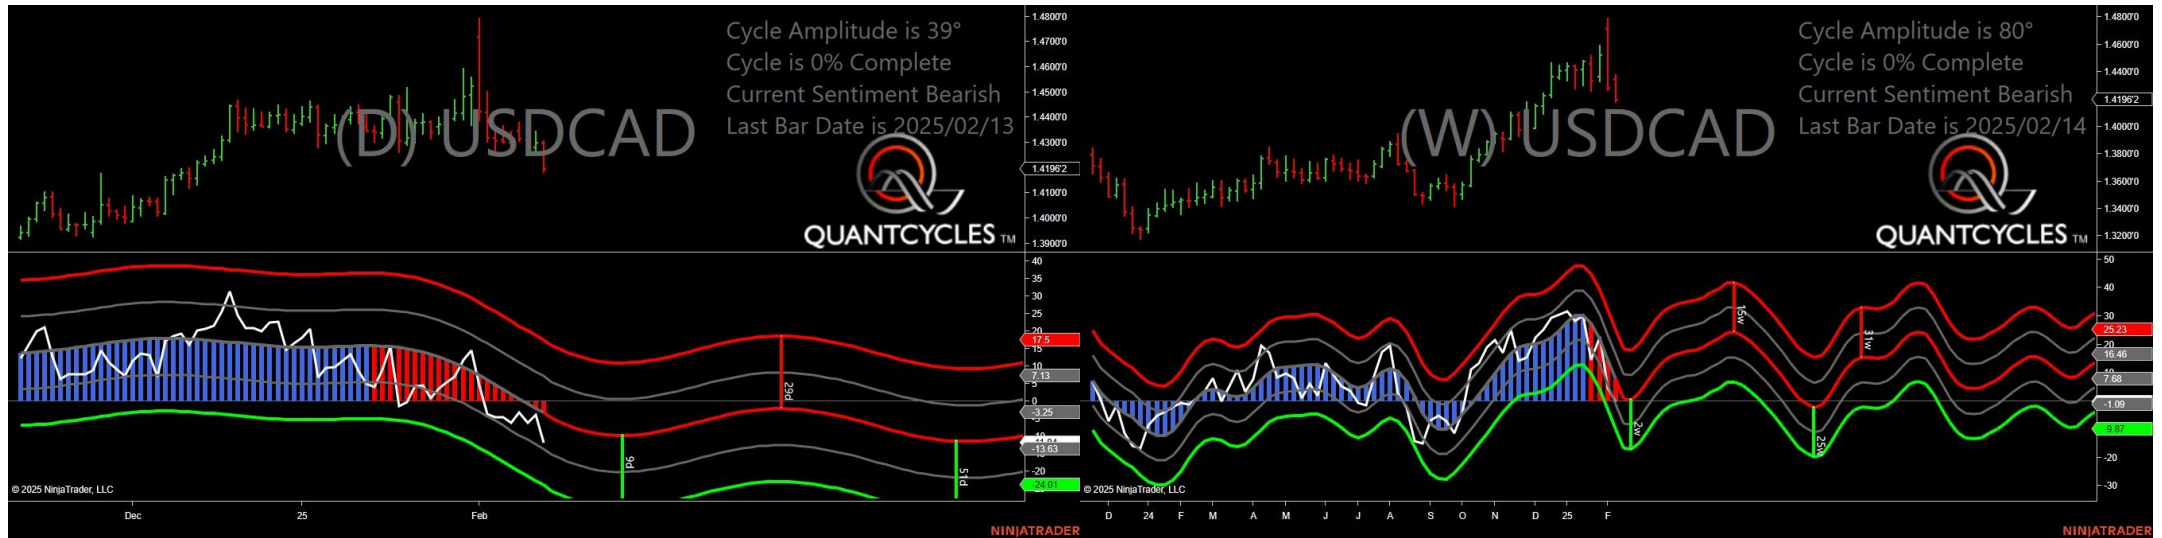 Cycle Amplitude is 39°
Cycle is 0% Complete
Current Sentiment Bearish
Last Bar Date is 2025/02/13
(D) USDCAD
QUANTCYCLES TM
1.4800'0
1.4700'0
1.4600'0
1.4500'0
1.4400'0
1.4300'0
1.4196'2
1.4100'0
1.4000'0
1.3900'0
40
35
30
25
20
17.5
15
10
7.13
5
0
-3.25
-13.63
-20
-24.01
29d
9d
51d
© 2025 NinjaTrader, LLC
Dec
25
Feb
NINJATRADER
Cycle Amplitude is 80°
Cycle is 0% Complete
Current Sentiment Bearish
Last Bar Date is 2025/02/14
(W) USDCAD
QUANTCYCLES TM
1.4800'0
1.4600'0
1.4400'0
1.4196'2
1.4000'0
1.3800'0
1.3600'0
1.3400'0
1.3200'0
50
40
30
25.23
20
16.46
7.68
-1.09
-9.87
-20
-30
15w
31w
2w
25w
© 2025 NinjaTrader, LLC
D
24
F
M
A
M
J
J
A
S
O
N
D
25
F
NINJATRADER